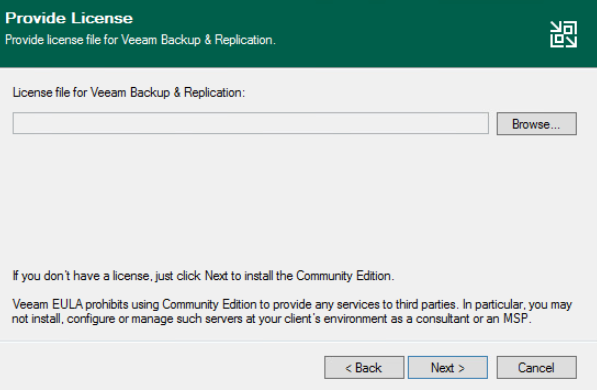 Provide License
Provide license file for Veeam Backup & Replication.
License file for Veeam Backup & Replication:
Browse...
If you don't have a license, just click Next to install the Community Edition.
Veeam EULA prohibits using Community Edition to provide any services to third parties. In particular, you may
not install, configure or manage such servers at your client's environment as a consultant or an MSP.
< Back
Next >
Cancel